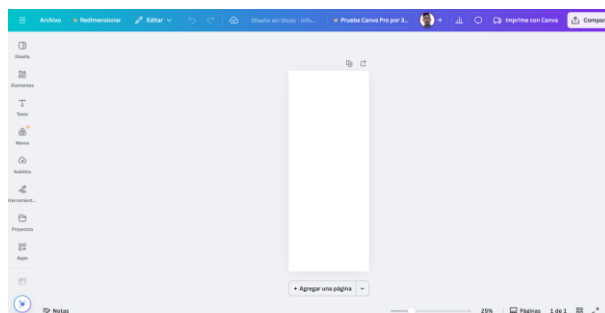 Archivo Redimensionar Editar Diseño sin título - Info... Prueba Canva Pro por 3... + Imprime con Canva Compar
Diseño
Elementos
Texto
Marca
Subidos
Herramient...
Proyectos
Apps
+ Agregar una página
Notas 25% Páginas 1 de 1